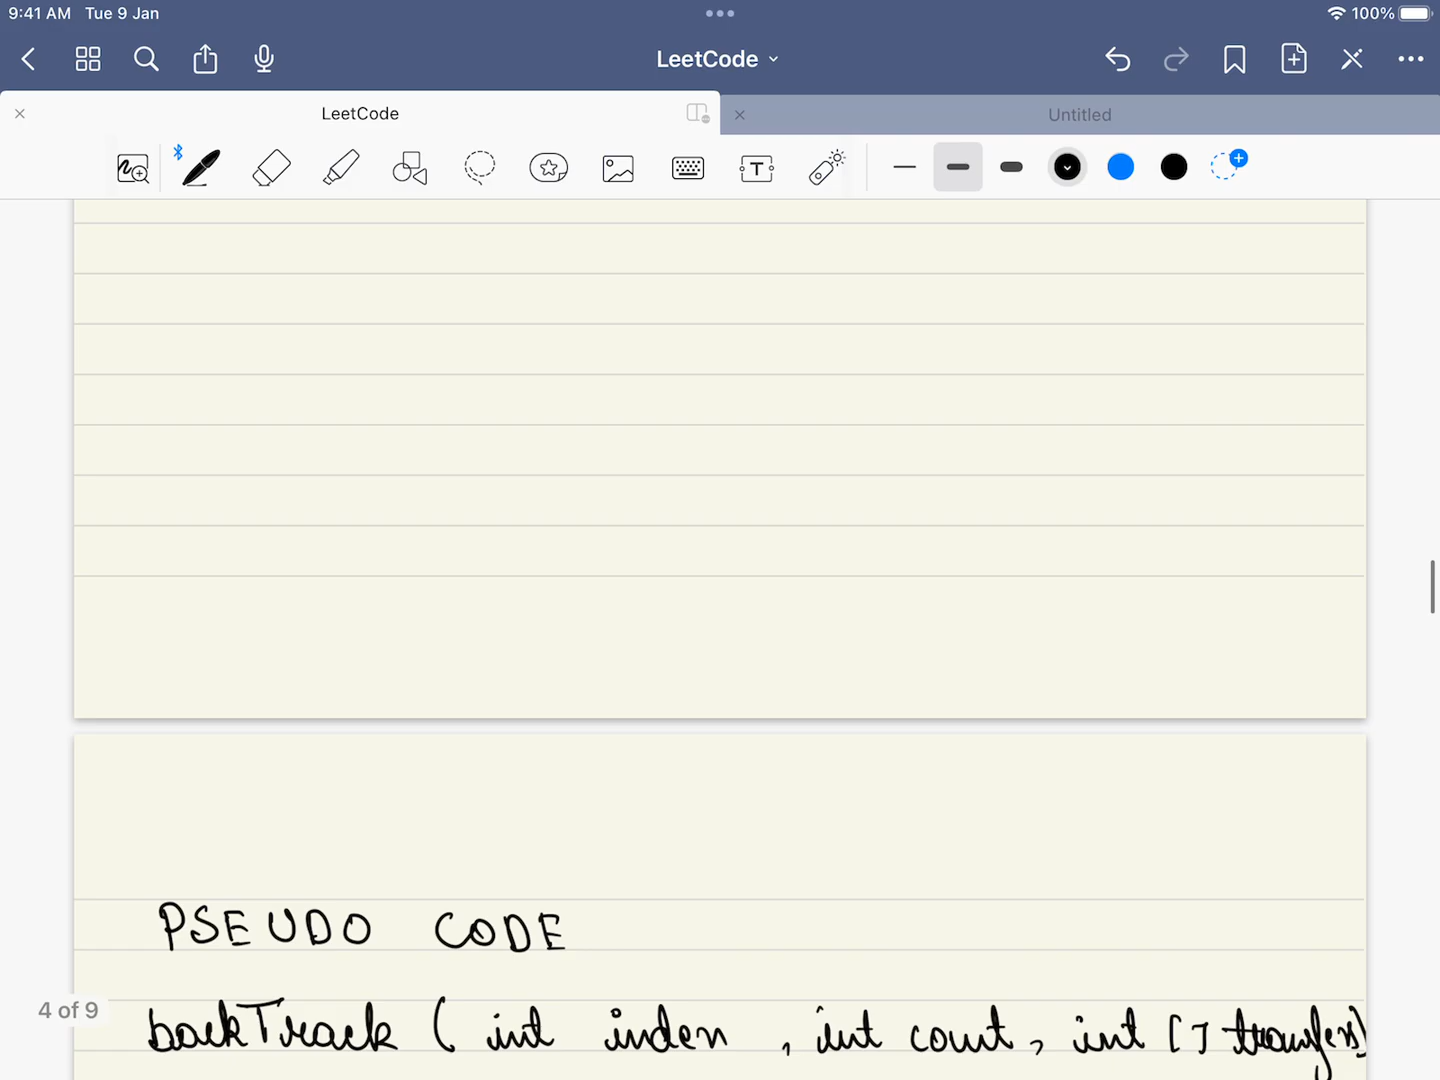 9:41 AM Tue 9 Jan
100%
LeetCode
LeetCode
Untitled
T
PSEUDO CODE
4 of 9
backTrack ( int index , int count , int [] transfers)